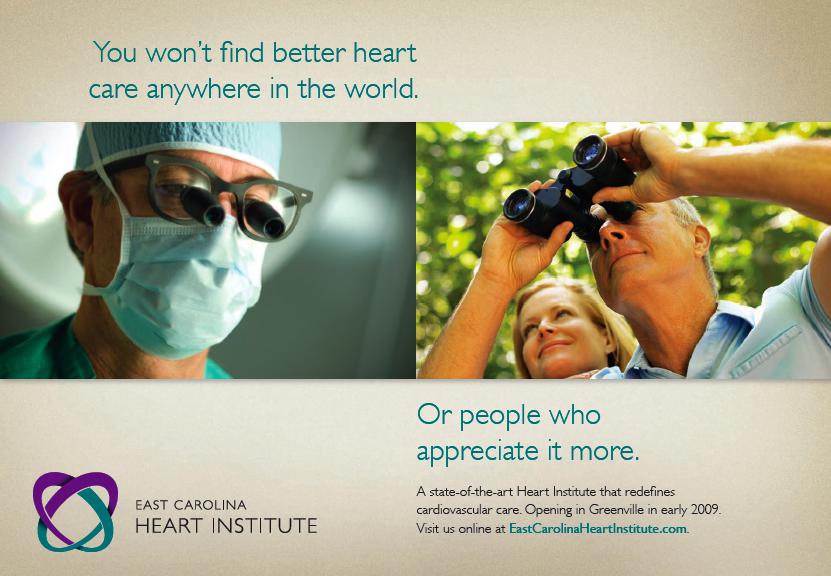 You won't find better heart
care anywhere in the world.
Or people who
appreciate it more.
A state-of-the-art Heart Institute that redefines
cardiovascular care. Opening in Greenville in early 2009.
Visit us online at EastCarolinaHeartInstitute.com.
EAST CAROLINA
HEART INSTITUTE